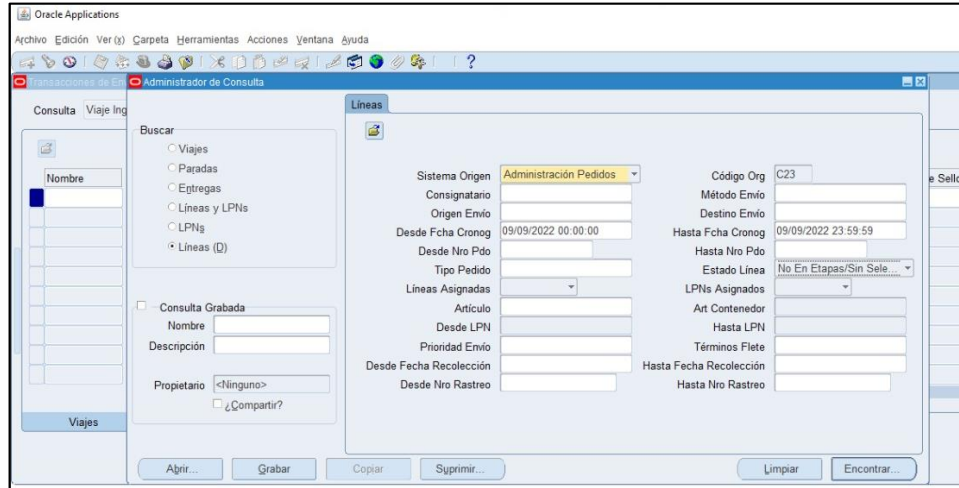 Oracle Applications
Archivo Edición Ver (x) Carpeta Herramientas Acciones Ventana Ayuda
Administrador de Consulta
Consulta Viaje Ing
Nombre
Viajes
Buscar
Viajes
Paradas
Entregas
Líneas y LPNs
LPNs
Líneas (D)
Consulta Grabada
Nombre
Descripción
Propietario <Ninguno>
¿Compartir?
Líneas
Sistema Origen Administración Pedidos Código Org C23
Consignatario Método Envío
Origen Envío Destino Envío
Desde Fcha Cronog 09/09/2022 00:00:00 Hasta Fcha Cronog 09/09/2022 23:59:59
Desde Nro Pdo Hasta Nro Pdo
Tipo Pedido Estado Línea No En Etapas/Sin Sele...
Líneas Asignadas LPNs Asignados
Artículo Art Contenedor
Desde LPN Hasta LPN
Prioridad Envío Términos Flete
Desde Fecha Recolección Hasta Fecha Recolección
Desde Nro Rastreo Hasta Nro Rastreo
e Sello
Abrir... Grabar Copiar Suprimir... Limpiar Encontrar...